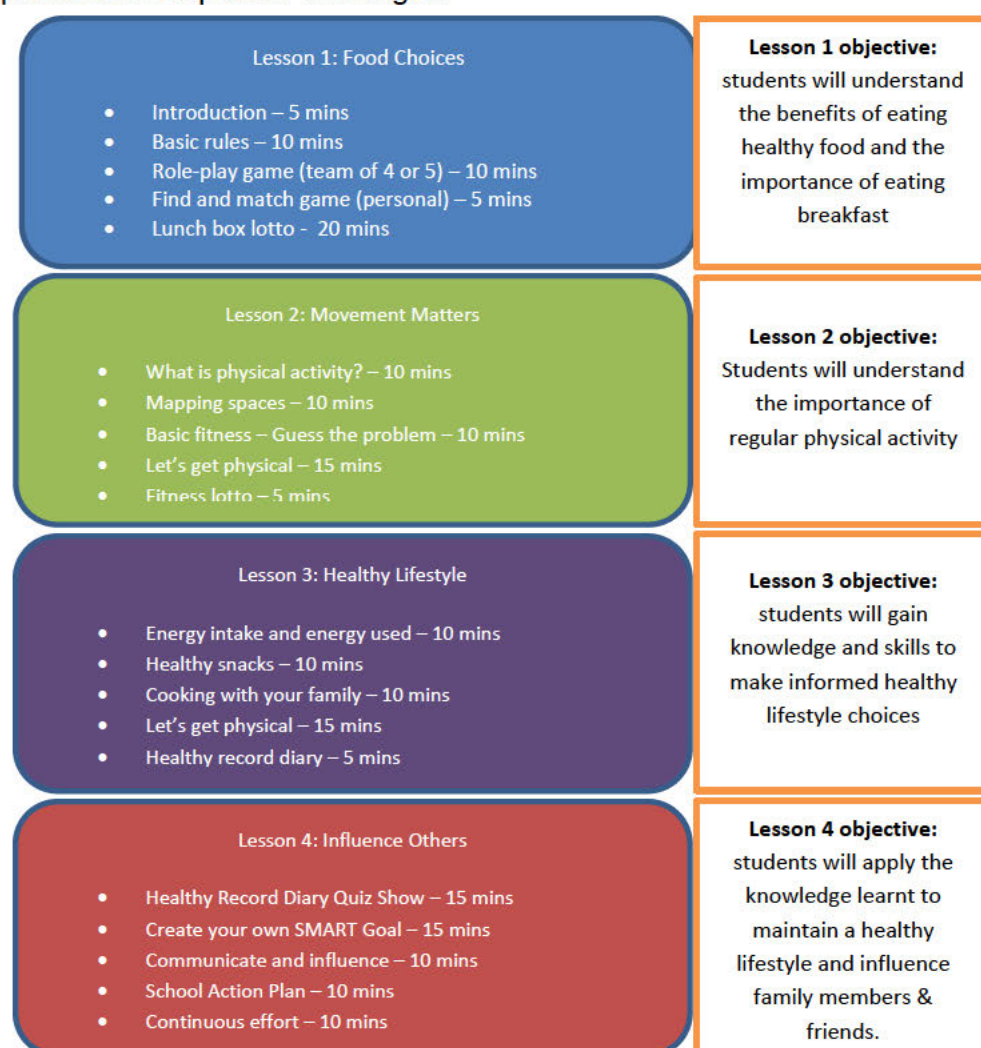 Lesson 1: Food Choices
• Introduction – 5 mins
• Basic rules – 10 mins
• Role-play game (team of 4 or 5) – 10 mins
• Find and match game (personal) – 5 mins
• Lunch box lotto - 20 mins
Lesson 1 objective:
students will understand
the benefits of eating
healthy food and the
importance of eating
breakfast
Lesson 2: Movement Matters
• What is physical activity? – 10 mins
• Mapping spaces – 10 mins
• Basic fitness – Guess the problem – 10 mins
• Let's get physical – 15 mins
• Fitness lotto – 5 mins
Lesson 2 objective:
Students will understand
the importance of
regular physical activity
Lesson 3: Healthy Lifestyle
• Energy intake and energy used – 10 mins
• Healthy snacks – 10 mins
• Cooking with your family – 10 mins
• Let's get physical – 15 mins
• Healthy record diary – 5 mins
Lesson 3 objective:
students will gain
knowledge and skills to
make informed healthy
lifestyle choices
Lesson 4: Influence Others
• Healthy Record Diary Quiz Show – 15 mins
• Create your own SMART Goal – 15 mins
• Communicate and influence – 10 mins
• School Action Plan – 10 mins
• Continuous effort – 10 mins
Lesson 4 objective:
students will apply the
knowledge learnt to
maintain a healthy
lifestyle and influence
family members &
friends.